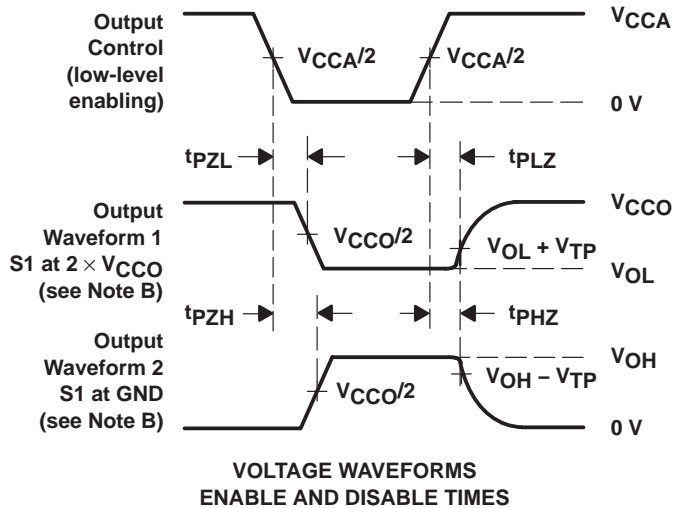 Output
Control
(low-level
enabling)
VCCA/2
VCCA/2
VCCA
0 V
tPZL
tPLZ
Output
Waveform 1
S1 at 2 × VCCO
(see Note B)
VCCO/2
VCCO
VOL + VTP
VOL
tPZH
tPHZ
Output
Waveform 2
S1 at GND
(see Note B)
VCCO/2
VOH
VOH − VTP
0 V
VOLTAGE WAVEFORMS
ENABLE AND DISABLE TIMES